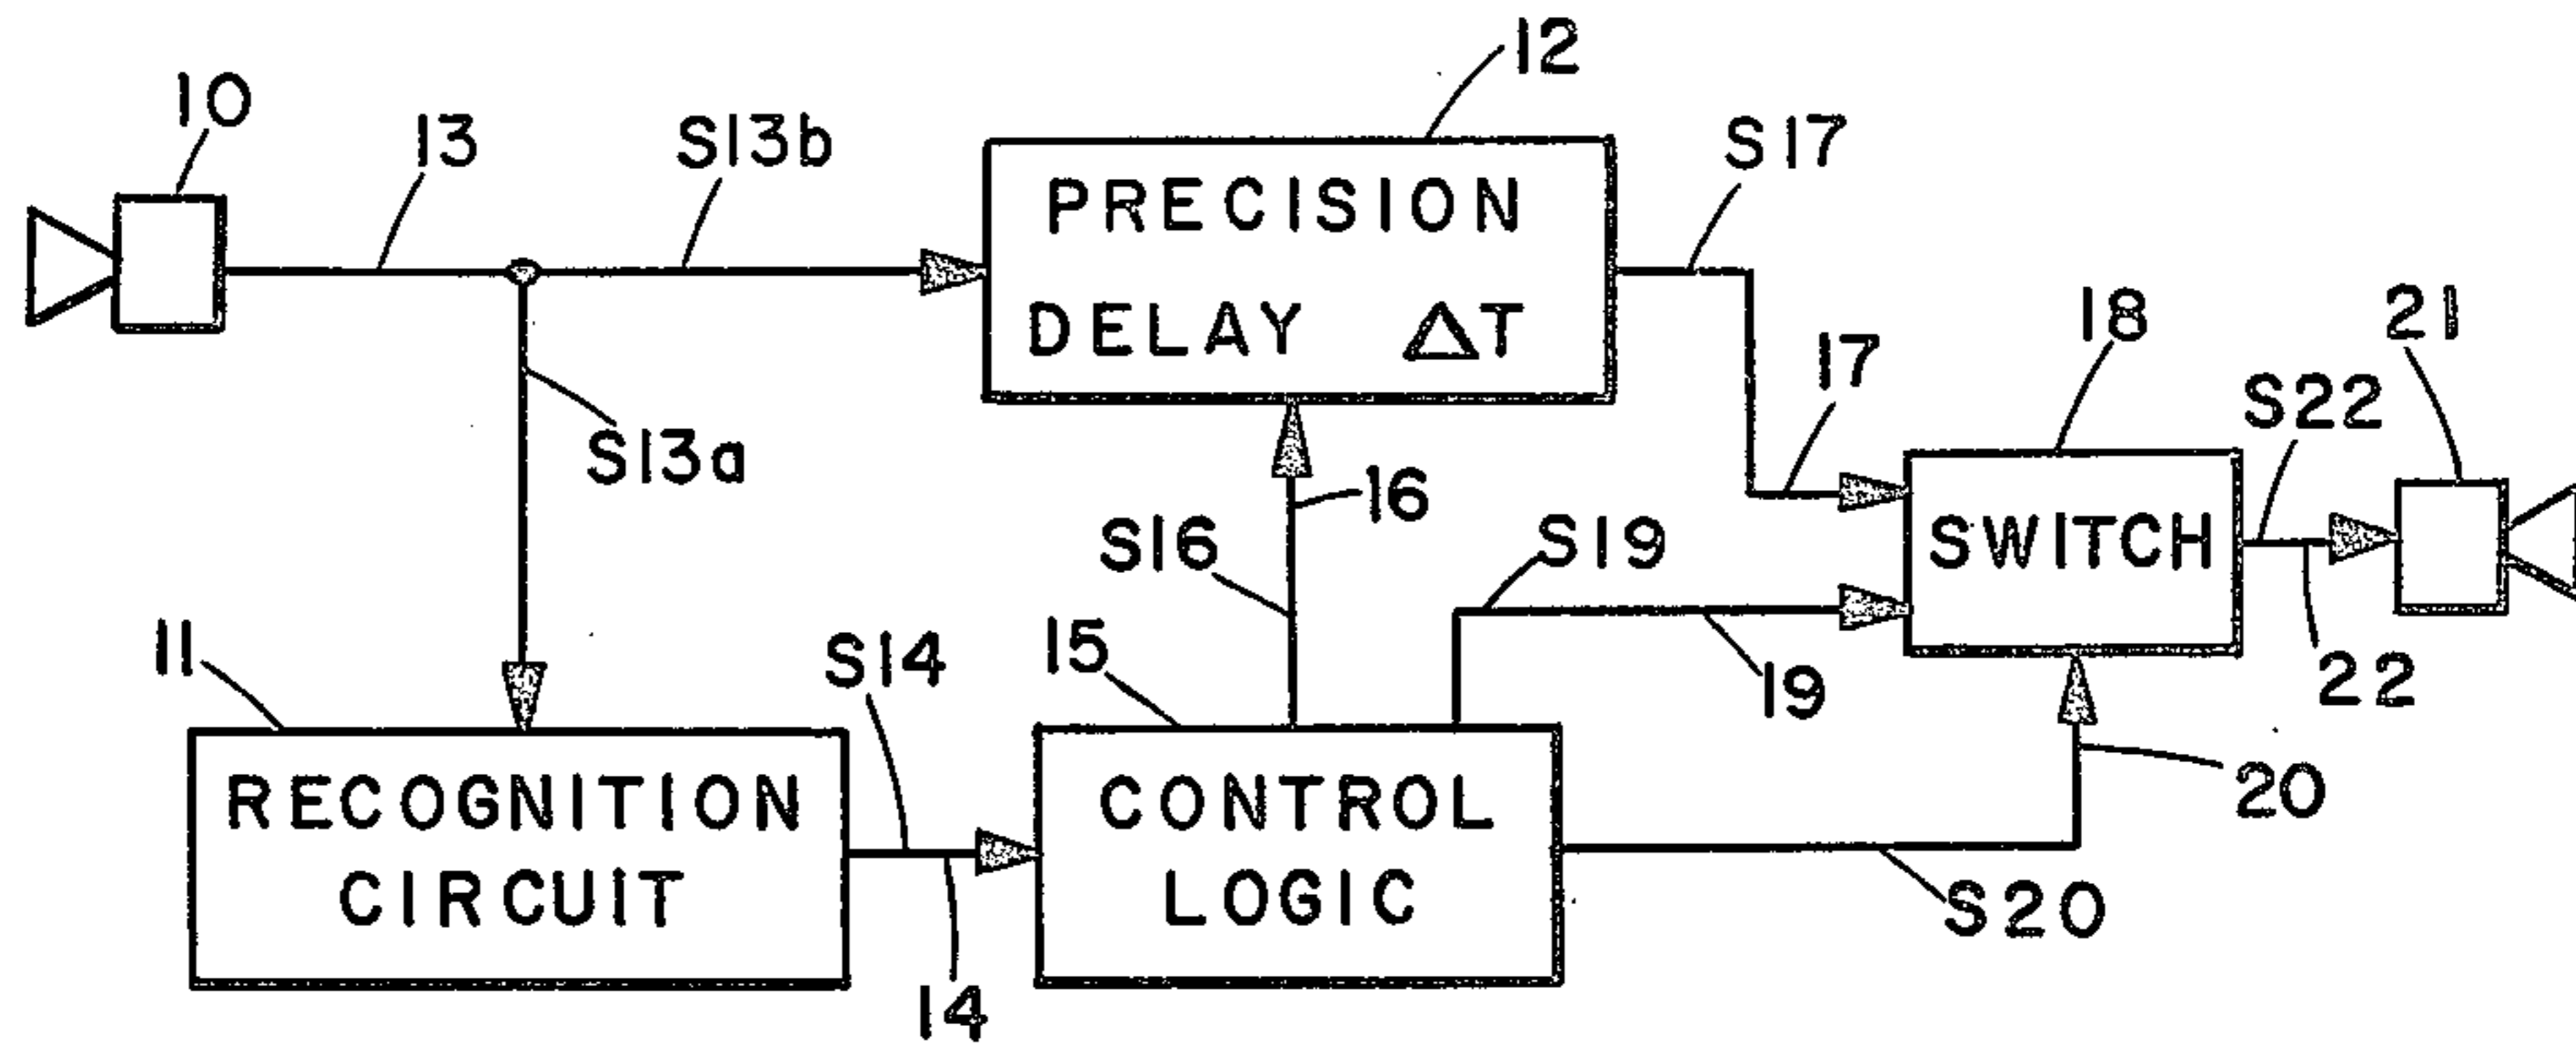 12
10
13
S13b
S17
PRECISION
DELAY ΔT
18
21
17
S22
S13a
16
S16
S19
SWITCH
11
S14
15
19
22
RECOGNITION
CIRCUIT
CONTROL
LOGIC
20
S20
14